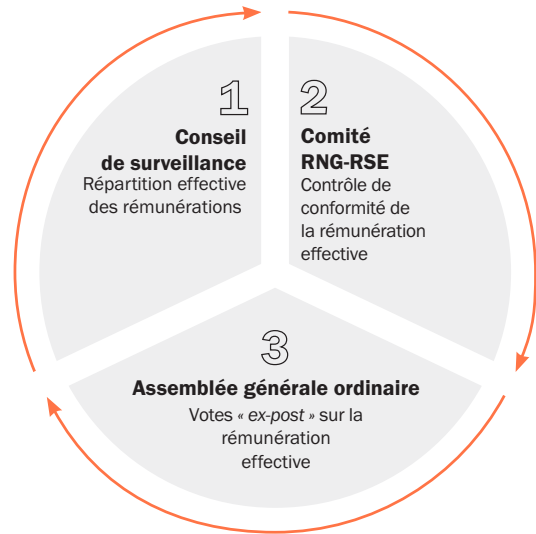 1
Conseil
de surveillance
Répartition effective
des rémunérations
2
Comité
RNG-RSE
Contrôle de
conformité de
la rémunération
effective
3
Assemblée générale ordinaire
Votes « ex-post » sur la
rémunération
effective